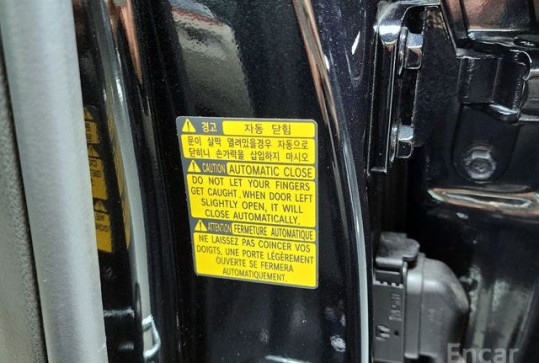 경고 자동 닫힘
문이 살짝 열려있을경우 자동으로
닫히니 손가락을 삽입하지 마시오
CAUTION AUTOMATIC CLOSE
DO NOT LET YOUR FINGERS
GET CAUGHT. WHEN DOOR LEFT
SLIGHTLY OPEN, IT WILL
CLOSE AUTOMATICALLY.
ATTENTION FERMETURE AUTOMATIQUE
NE LAISSEZ PAS COINCER VOS
DOIGTS, UNE PORTE LÉGÈREMENT
OUVERTE SE FERMERA
AUTOMATIQUEMENT.
Encar